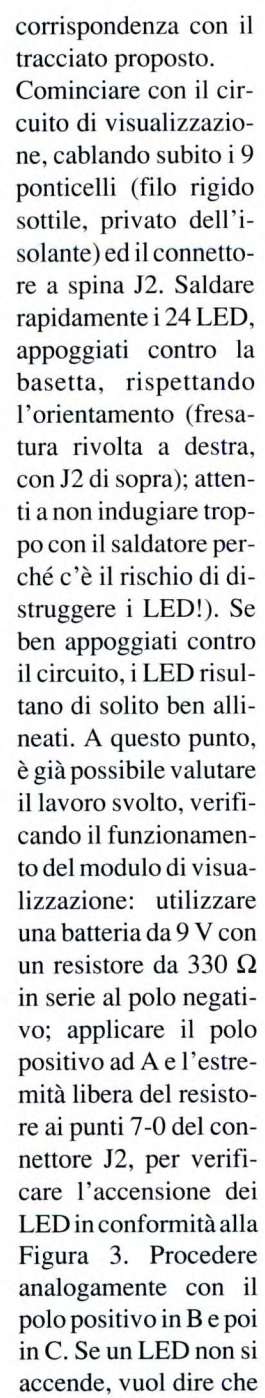 corrispondenza con il
tracciato proposto.
Cominciare con il cir-
cuito di visualizzazio-
ne, cablando subito i 9
ponticelli (filo rigido
sottile, privato dell'i-
solante) ed il connetto-
re a spina J2. Saldare
rapidamente i 24 LED,
appoggiati contro la
basetta, rispettando
l'orientamento (fresa-
tura rivolta a destra,
con J2 di sopra); atten-
ti a non indugiare trop-
po con il saldatore per-
ché c'è il rischio di di-
struggere i LED!). Se
ben appoggiati contro
il circuito, i LED risul-
tano di solito ben alli-
neati. A questo punto,
è già possibile valutare
il lavoro svolto, verifi-
cando il funzionamen-
to del modulo di visua-
lizzazione: utilizzare
una batteria da 9 V con
un resistore da 330 Ω
in serie al polo negati-
vo; applicare il polo
positivo ad A e l'estre-
mità libera del resisto-
re ai punti 7-0 del con-
nettore J2, per verifi-
care l'accensione dei
LED in conformità alla
Figura 3. Procedere
analogamente con il
polo positivo in B e poi
in C. Se un LED non si
accende, vuol dire che